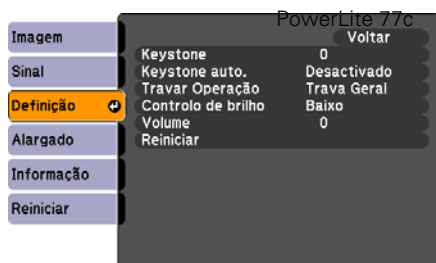 PowerLite 77c
Imagem
Sinal
Definição
Alargado
Informação
Reiniciar
Voltar
Keystone 0
Keystone auto. Desactivado
Travar Operação Trava Geral
Controlo de brilho Baixo
Volume 0
Reiniciar